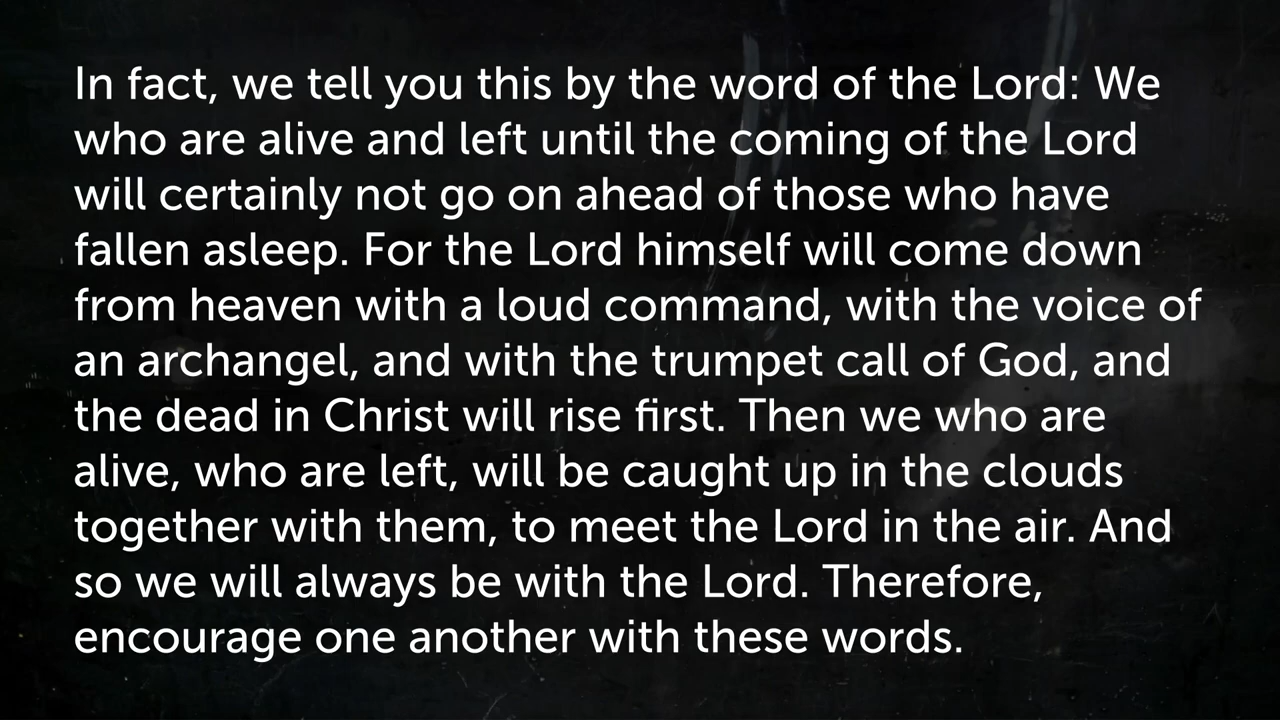 In fact, we tell you this by the word of the Lord: We
who are alive and left until the coming of the Lord
will certainly not go on ahead of those who have
fallen asleep. For the Lord himself will come down
from heaven with a loud command, with the voice of
an archangel, and with the trumpet call of God, and
the dead in Christ will rise first. Then we who are
alive, who are left, will be caught up in the clouds
together with them, to meet the Lord in the air. And
so we will always be with the Lord. Therefore,
encourage one another with these words.